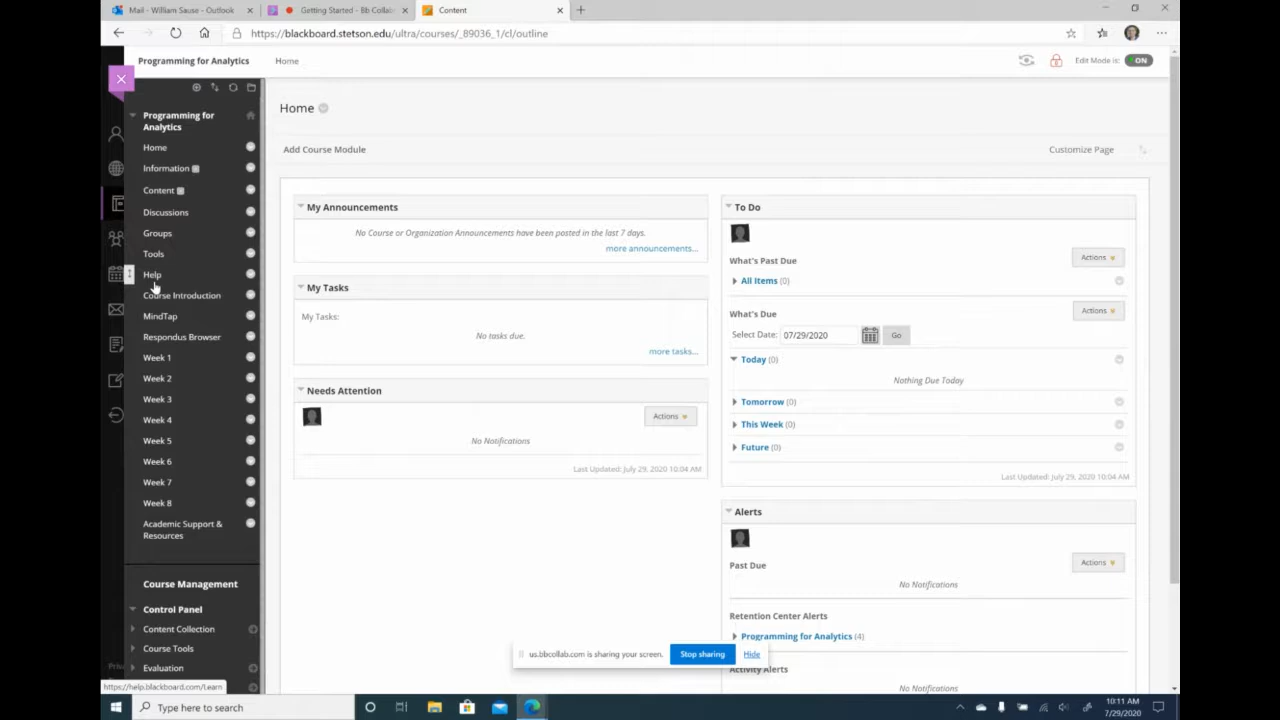 Mail - William Sause - Outlook
Getting Started - Bb Collab
Content
https://blackboard.stetson.edu/ultra/courses/_89036_1/cl/outline
Programming for Analytics
Home
Edit Mode is:
ON
Programming for
Analytics
Home
Information
Content
Discussions
Groups
Tools
Help
Course Introduction
MindTap
Respondus Browser
Week 1
Week 2
Week 3
Week 4
Week 5
Week 6
Week 7
Week 8
Academic Support &
Resources
Course Management
Control Panel
Content Collection
Course Tools
Evaluation
Priv
https://help.blackboard.com/Learn
Home
Add Course Module
Customize Page
My Announcements
No Course or Organization Announcements have been posted in the last 7 days.
more announcements...
My Tasks
My Tasks:
No tasks due.
more tasks...
Needs Attention
Actions
No Notifications
Last Updated: July 29, 2020 10:04 AM
To Do
What's Past Due
Actions
All Items (0)
What's Due
Actions
Select Date: 07/29/2020
Go
Today (0)
Nothing Due Today
Tomorrow (0)
This Week (0)
Future (0)
Last Updated: July 29, 2020 10:04 AM
Alerts
Past Due
Actions
No Notifications
Retention Center Alerts
Programming for Analytics (4)
Activity Alerts
No Notifications
us.bbcollab.com is sharing your screen.
Stop sharing
Hide
Type here to search
10:11 AM
7/29/2020